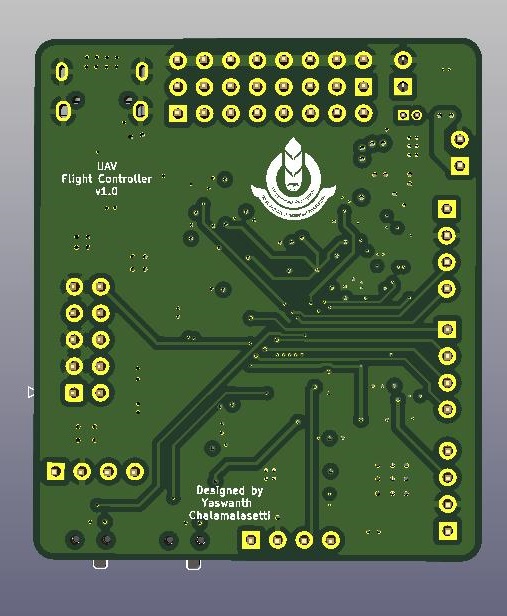 UAV
Flight Controller
v1.0
Designed by
Yaswanth
Chalamalasetti